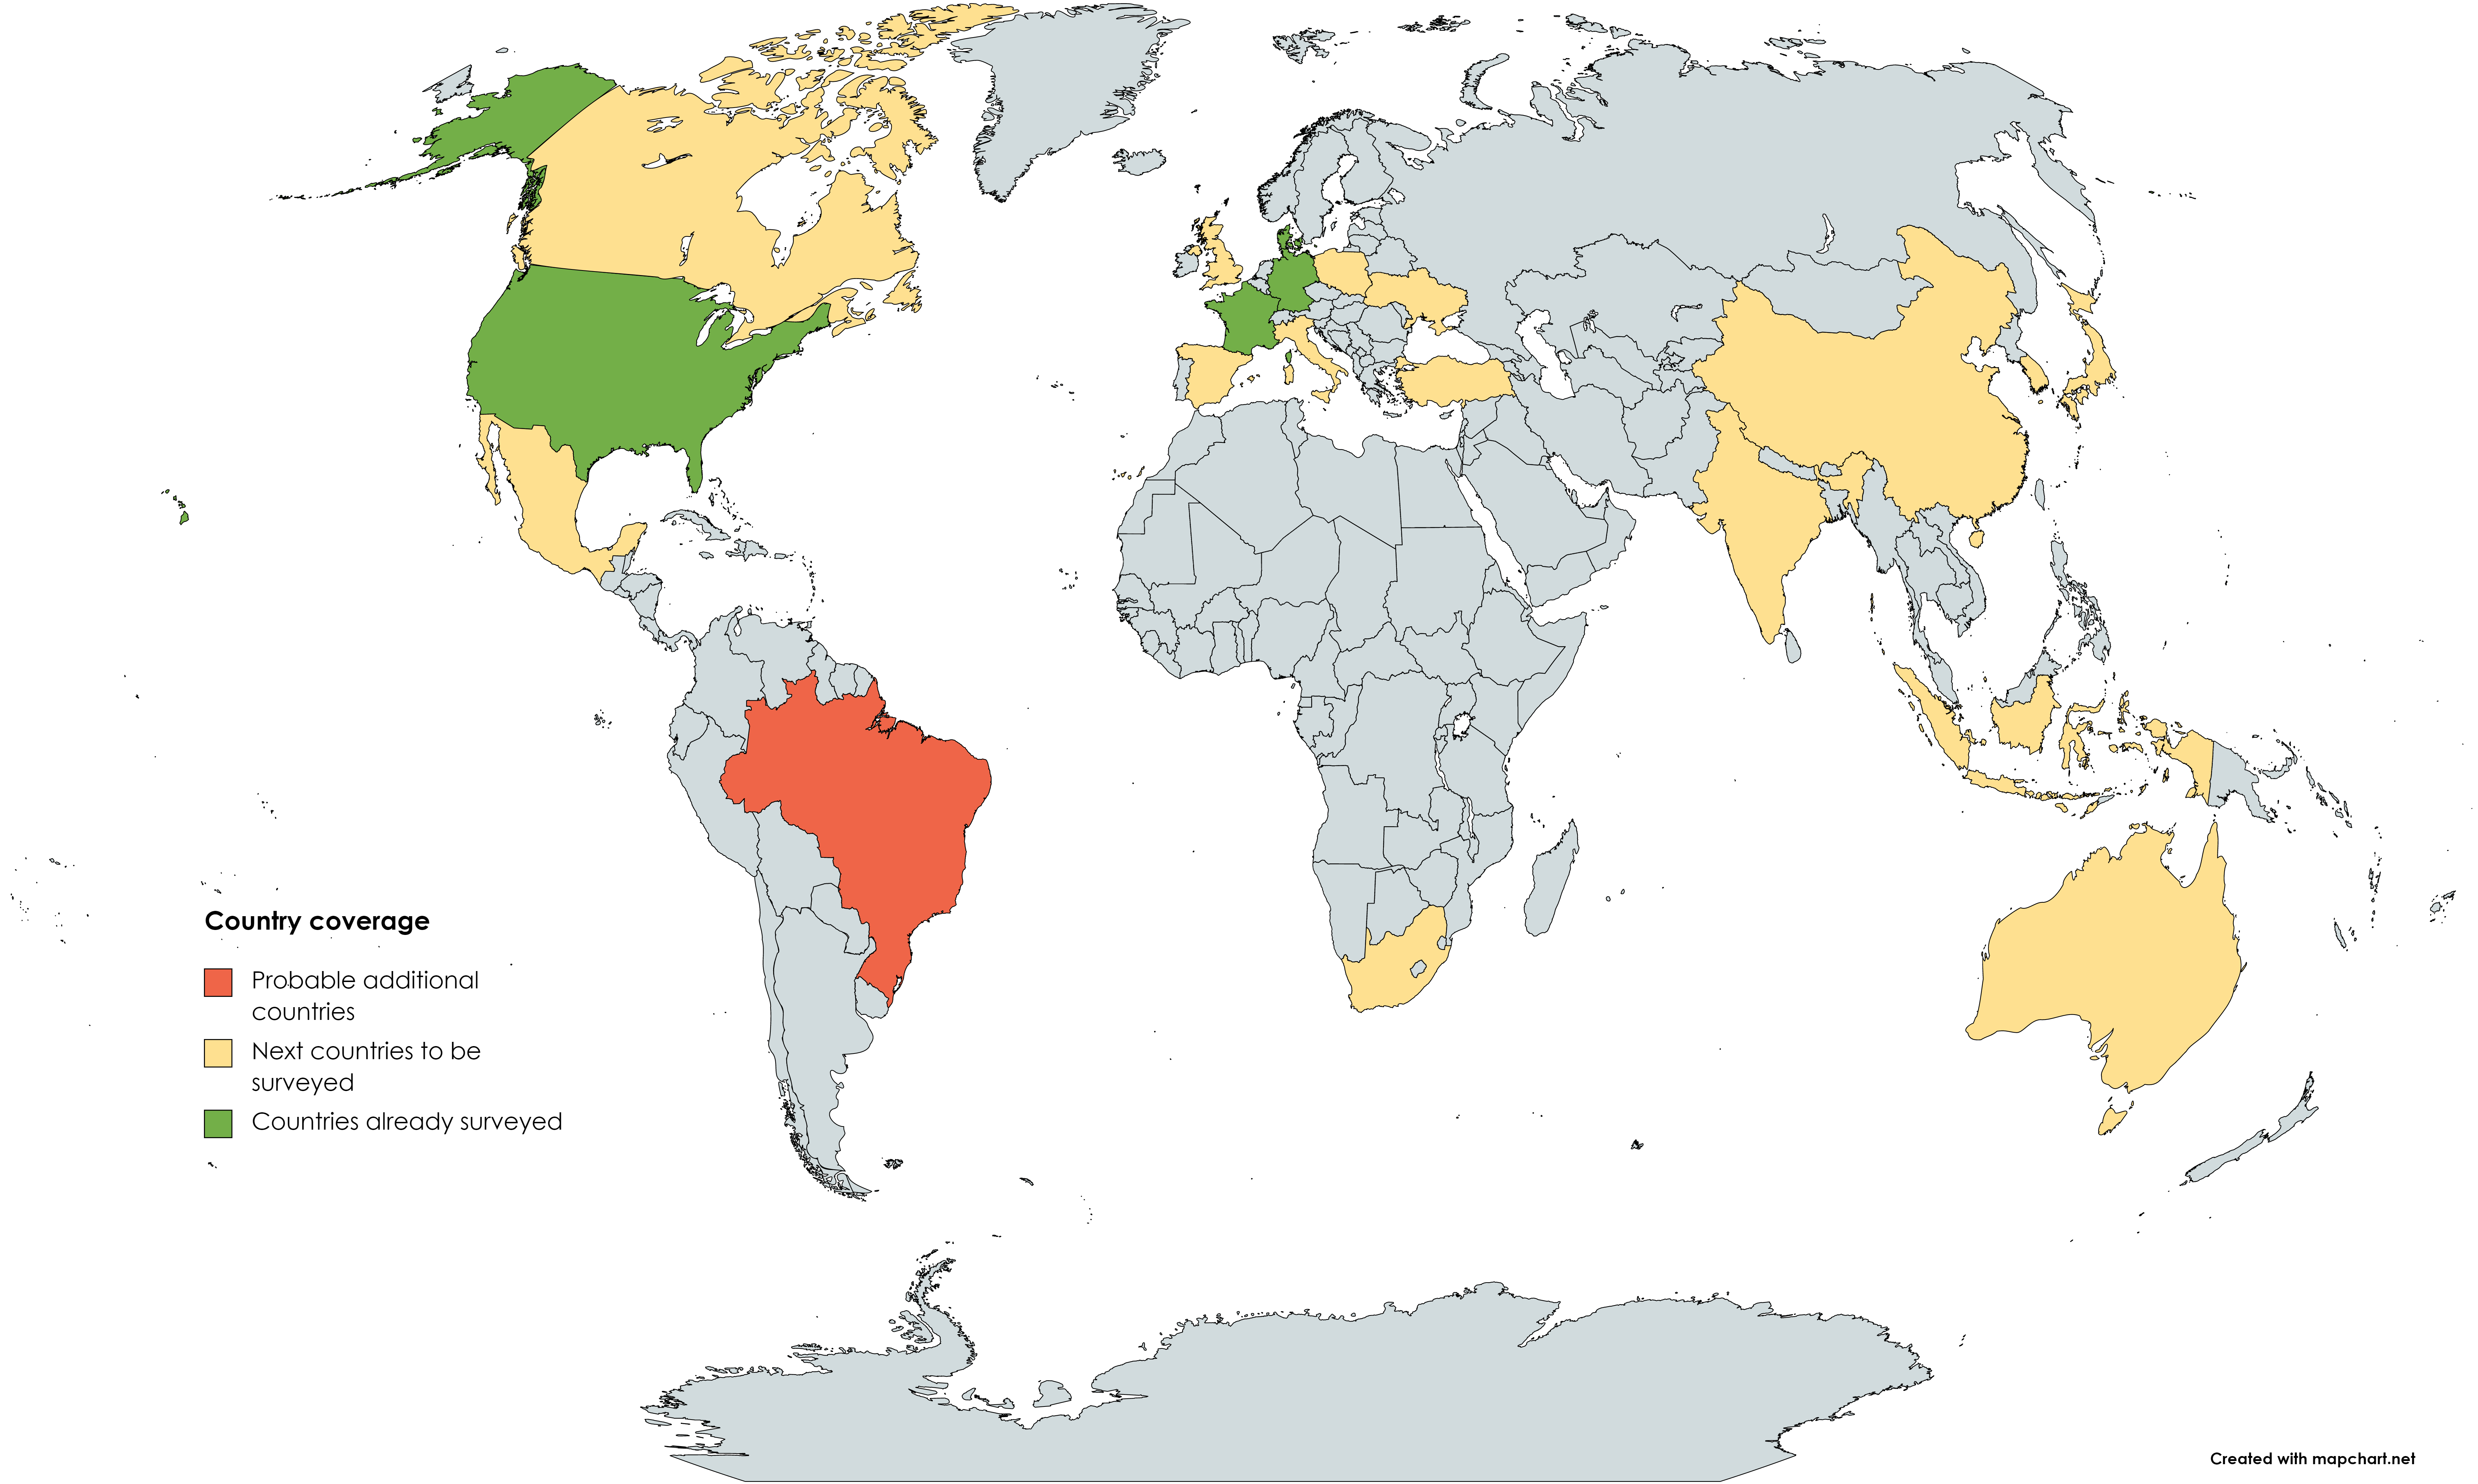 Country coverage
Probable additional
countries
Next countries to be
surveyed
Countries already surveyed
Created with mapchart.net